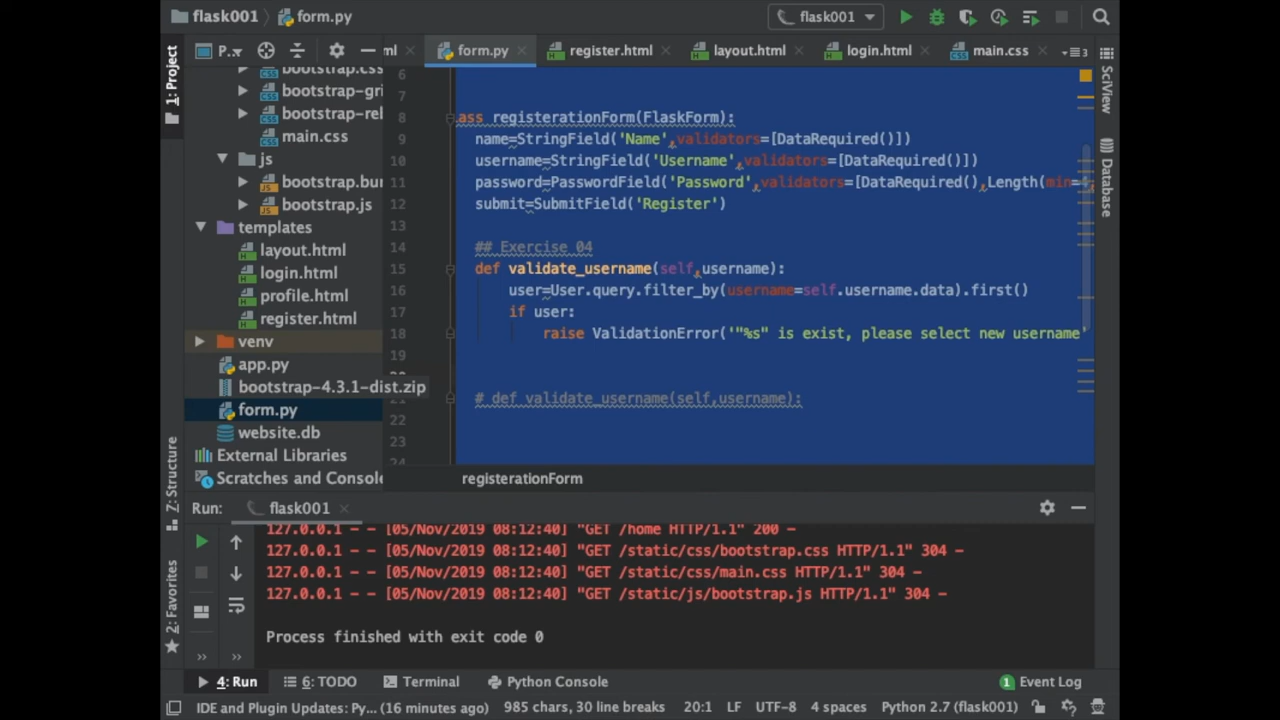 flask001 form.py flask001
1: Project P.. ml form.py register.html layout.html login.html main.css 3
bootstrap.css
bootstrap-gri
bootstrap-rel
main.css
js
bootstrap.bu
bootstrap.js
templates
layout.html
login.html
profile.html
register.html
venv
app.py
bootstrap-4.3.1-dist.zip
form.py
website.db
External Libraries
Scratches and Consol
6
7
8 ass registerationForm(FlaskForm):
9 name=StringField('Name',validators=[DataRequired()])
10 username=StringField('Username',validators=[DataRequired()])
11 password=PasswordField('Password',validators=[DataRequired(),Length(min=4,
12 submit=SubmitField('Register')
13
14 ## Exercise 04
15 def validate_username(self,username):
16 user=User.query.filter_by(username=self.username.data).first()
17 if user:
18 raise ValidationError('"%s" is exist, please select new username'
19
21 # def validate_username(self,username):
22
23
24
registerationForm
SciView
Database
Z: Structure
2: Favorites
Run: flask001
127.0.0.1 - - [05/Nov/2019 08:12:40] "GET /home HTTP/1.1" 200 -
127.0.0.1 - - [05/Nov/2019 08:12:40] "GET /static/css/bootstrap.css HTTP/1.1" 304 -
127.0.0.1 - - [05/Nov/2019 08:12:40] "GET /static/css/main.css HTTP/1.1" 304 -
127.0.0.1 - - [05/Nov/2019 08:12:40] "GET /static/js/bootstrap.js HTTP/1.1" 304 -
Process finished with exit code 0
4: Run 6: TODO Terminal Python Console 1 Event Log
IDE and Plugin Updates: Py... (16 minutes ago) 985 chars, 30 line breaks 20:1 LF UTF-8 4 spaces Python 2.7 (flask001)